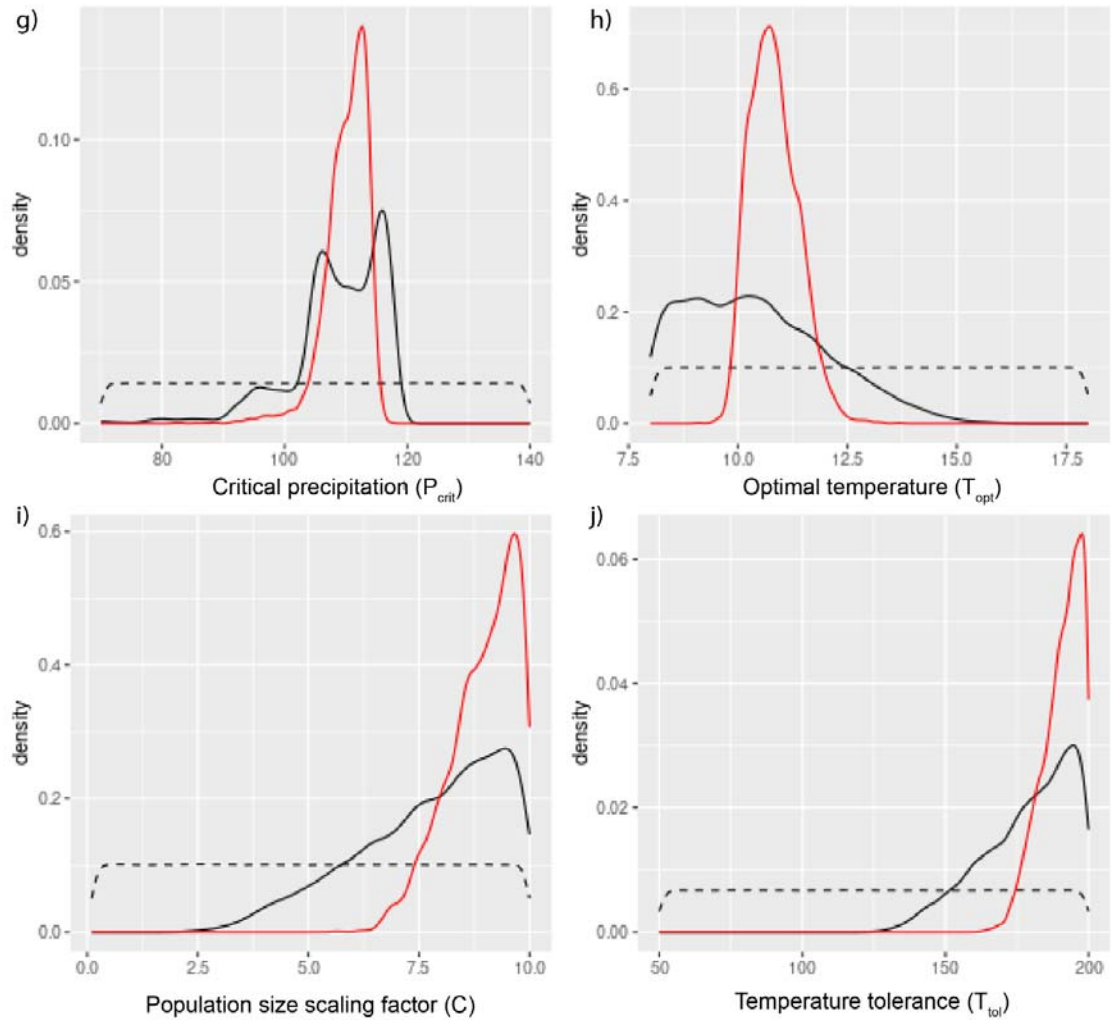 g)
0.10
0.05
0.00
density
80 100 120 140
Critical precipitation (Pcrit)
h)
0.6
0.4
0.2
0.0
density
7.5 10.0 12.5 15.0 17.5
Optimal temperature (Topt)
i)
0.6
0.4
0.2
0.0
density
0.0 2.5 5.0 7.5 10.0
Population size scaling factor (C)
j)
0.06
0.04
0.02
0.00
density
50 100 150 200
Temperature tolerance (Ttol)